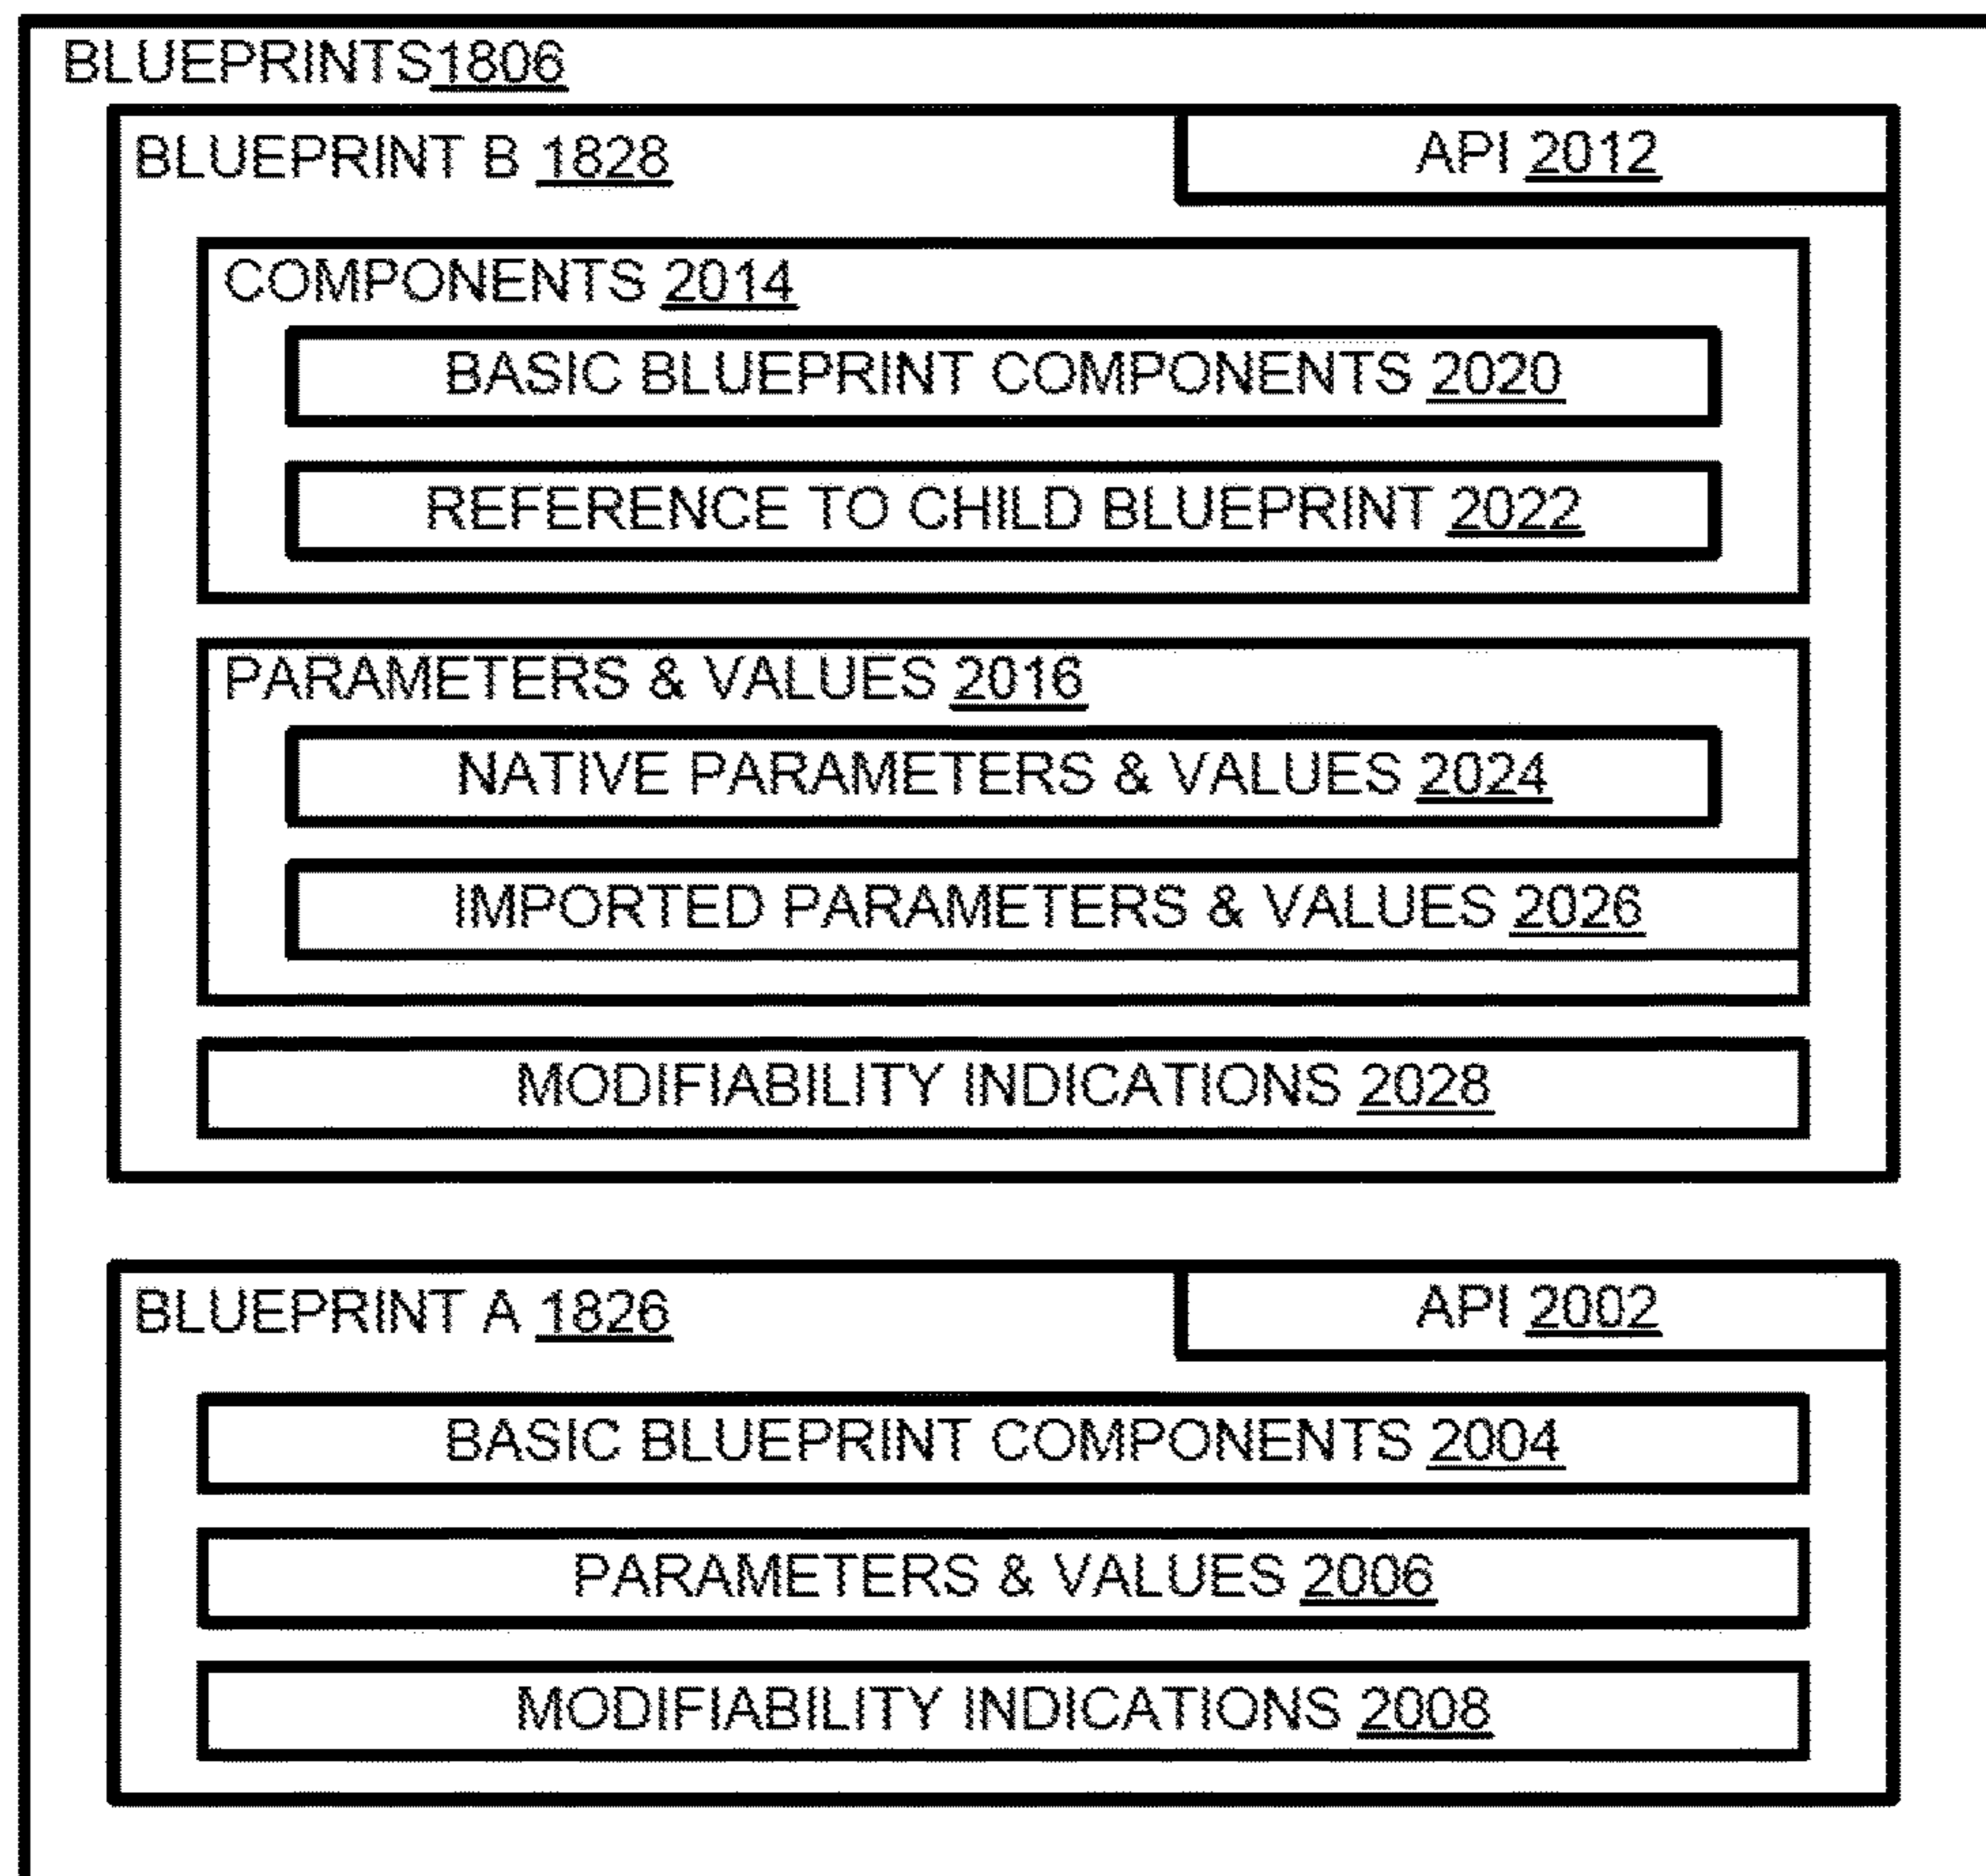 BLUEPRINTS1806
BLUEPRINT B 1828
API 2012
COMPONENTS 2014
BASIC BLUEPRINT COMPONENTS 2020
REFERENCE TO CHILD BLUEPRINT 2022
PARAMETERS & VALUES 2016
NATIVE PARAMETERS & VALUES 2024
IMPORTED PARAMETERS & VALUES 2026
MODIFIABILITY INDICATIONS 2028
BLUEPRINT A 1826
API 2002
BASIC BLUEPRINT COMPONENTS 2004
PARAMETERS & VALUES 2006
MODIFIABILITY INDICATIONS 2008